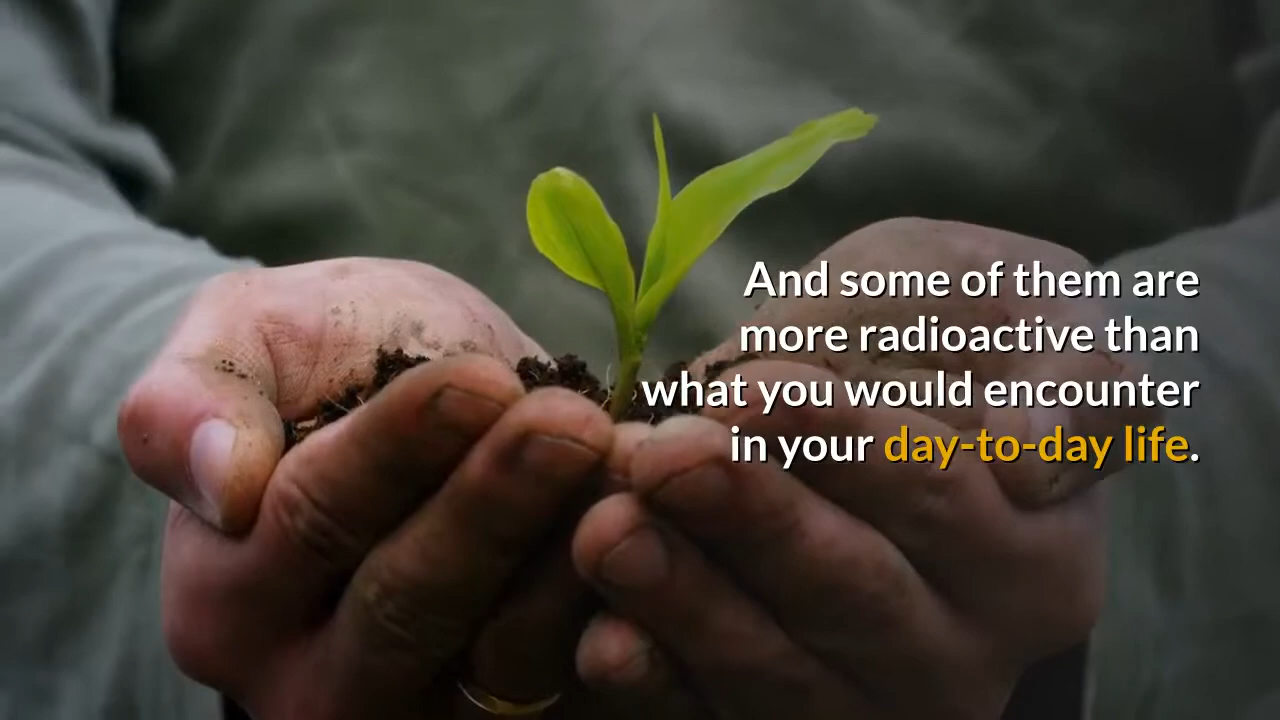 And some of them are
more radioactive than
what you would encounter
in your day-to-day life.